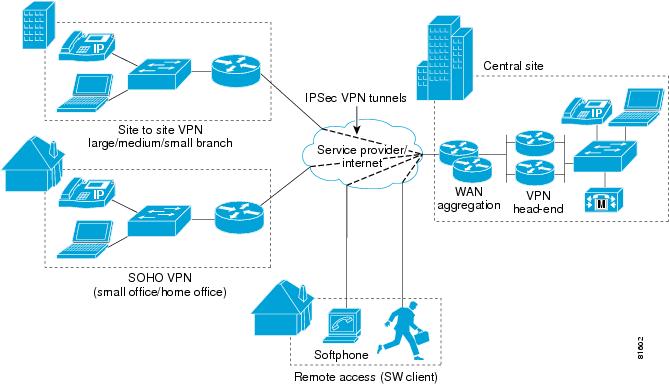 IP
Site to site VPN
large/medium/small branch
IPSec VPN tunnels
Service provider/
internet
Central site
IP
WAN
aggregation
VPN
head-end
M
IP
SOHO VPN
(small office/home office)
Softphone
Remote access (SW client)
81602